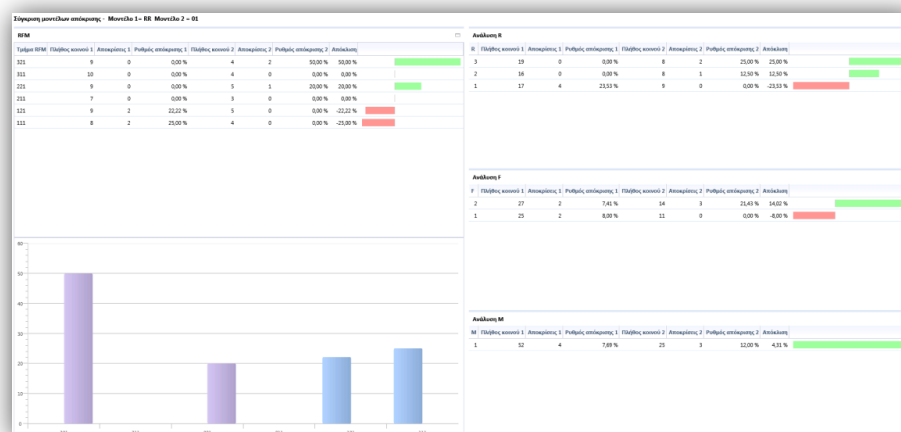 Σύγκριση μοντέλων απόκρισης - Μοντέλο 1= RR Μοντέλο 2 = 01
RFM
Τμήμα RFM Πλήθος κοινού 1 Αποκρίσεις 1 Ρυθμός απόκρισης 1 Πλήθος κοινού 2 Αποκρίσεις 2 Ρυθμός απόκρισης 2 Απόκλιση
321 9 0 0,00 % 4 2 50,00 % 50,00 %
311 10 0 0,00 % 4 0 0,00 % 0,00 %
221 9 0 0,00 % 5 1 20,00 % 20,00 %
211 7 0 0,00 % 3 0 0,00 % 0,00 %
121 9 2 22,22 % 5 0 0,00 % -22,22 %
111 8 2 25,00 % 4 0 0,00 % -25,00 %
60
50
40
30
20
10
0
Ανάλυση R
R Πλήθος κοινού 1 Αποκρίσεις 1 Ρυθμός απόκρισης 1 Πλήθος κοινού 2 Αποκρίσεις 2 Ρυθμός απόκρισης 2 Απόκλιση
3 19 0 0,00 % 8 2 25,00 % 25,00 %
2 16 0 0,00 % 8 1 12,50 % 12,50 %
1 17 4 23,53 % 9 0 0,00 % -23,53 %
Ανάλυση F
F Πλήθος κοινού 1 Αποκρίσεις 1 Ρυθμός απόκρισης 1 Πλήθος κοινού 2 Αποκρίσεις 2 Ρυθμός απόκρισης 2 Απόκλιση
2 27 2 7,41 % 14 3 21,43 % 14,02 %
1 25 2 8,00 % 11 0 0,00 % -8,00 %
Ανάλυση M
M Πλήθος κοινού 1 Αποκρίσεις 1 Ρυθμός απόκρισης 1 Πλήθος κοινού 2 Αποκρίσεις 2 Ρυθμός απόκρισης 2 Απόκλιση
1 52 4 7,69 % 25 3 12,00 % 4,31 %